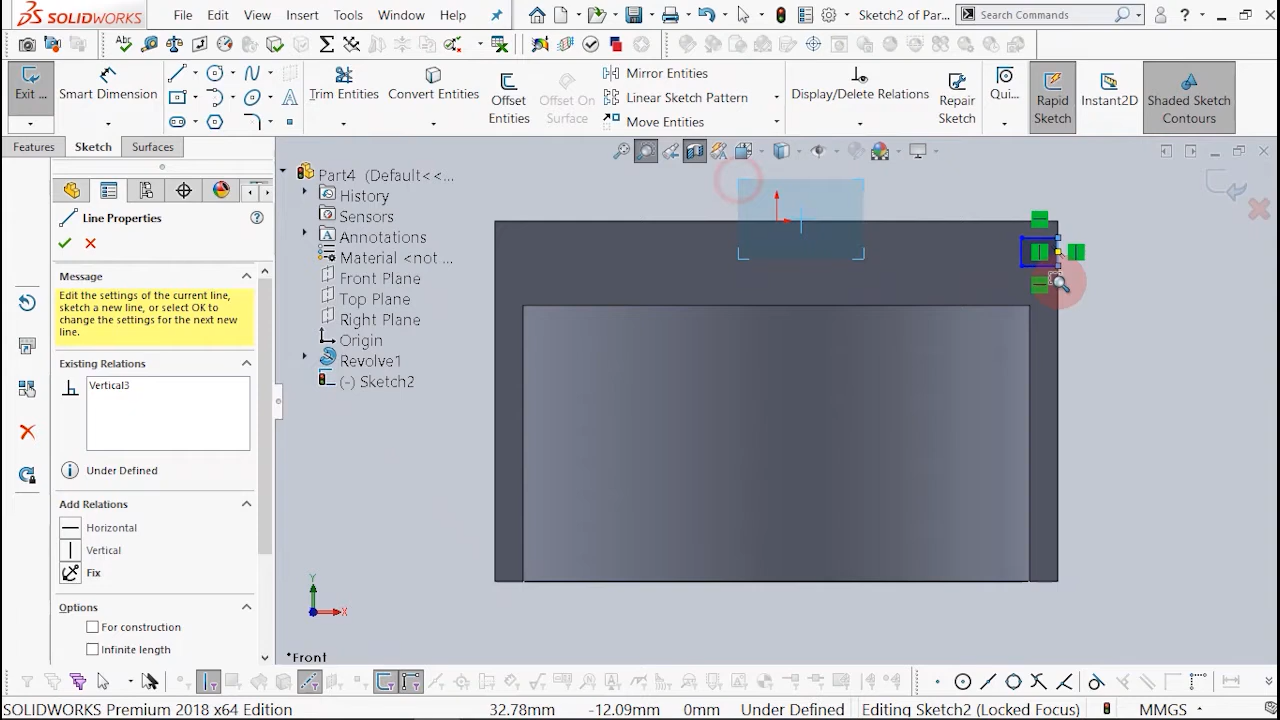 SOLIDWORKS File Edit View Insert Tools Window Help Sketch2 of Par... Search Commands ?
Exit ... Smart Dimension Trim Entities Convert Entities Offset Entities Offset On Surface Mirror Entities Linear Sketch Pattern Move Entities Display/Delete Relations Repair Sketch Qui... Rapid Sketch Instant2D Shaded Sketch Contours
Features Sketch Surfaces
Part4 (Default<<...
History
Sensors
Annotations
Material <not ...
Front Plane
Top Plane
Right Plane
Origin
Revolve1
(-) Sketch2
Line Properties
Message
Edit the settings of the current line,
sketch a new line, or select OK to
change the settings for the next new
line.
Existing Relations
Vertical3
Under Defined
Add Relations
Horizontal
Vertical
Fix
Options
For construction
Infinite length
Y
X
*Front
SOLIDWORKS Premium 2018 x64 Edition 32.78mm -12.09mm 0mm Under Defined Editing Sketch2 (Locked Focus) MMGS